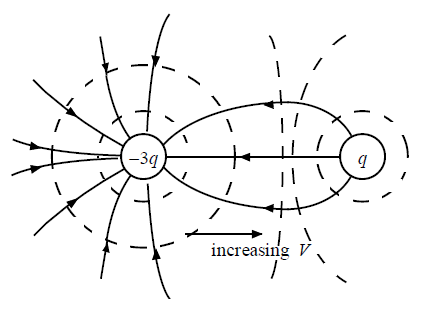 –3q
q
increasing V